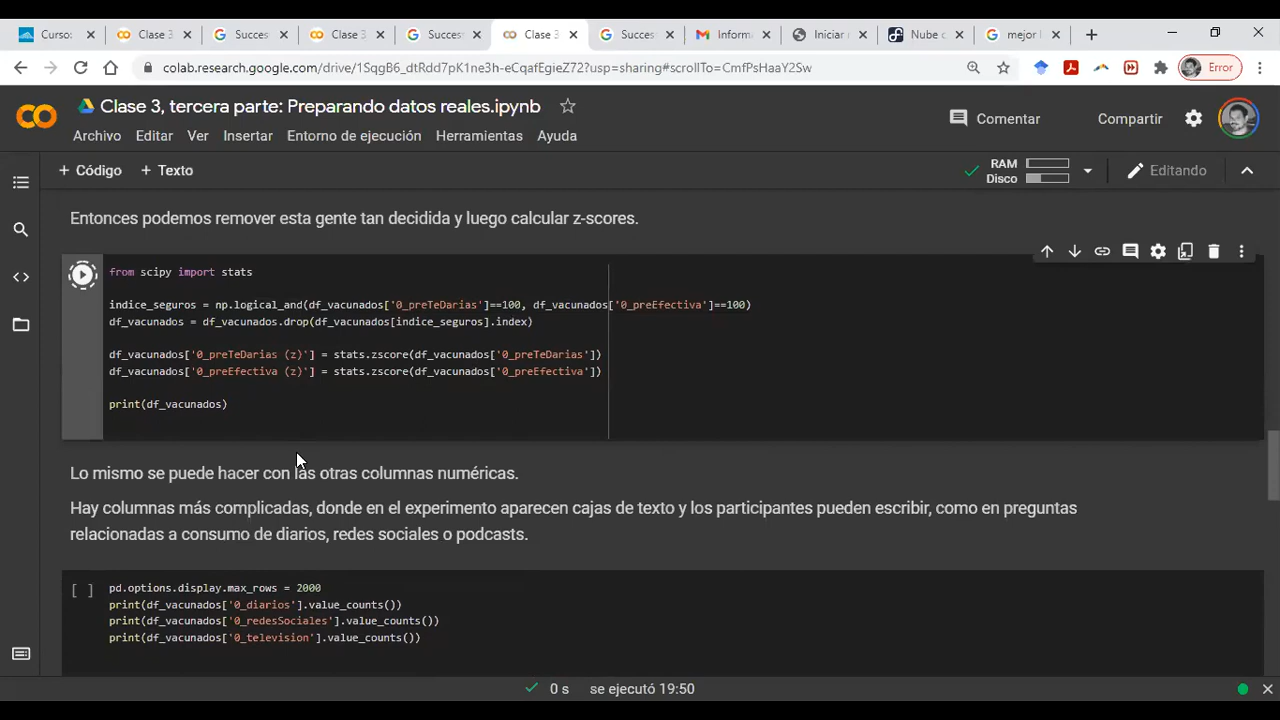 Curso: Clase 3 Succes Clase 3 Succes Clase 3 Succes Inform Iniciar Nube c mejor l
colab.research.google.com/drive/1SqgB6_dtRdd7pK1ne3h-eCqafEgieZ72?usp=sharing#scrollTo=CmfPsHaaY2Sw Error
Clase 3, tercera parte: Preparando datos reales.ipynb
Comentar Compartir
Archivo Editar Ver Insertar Entorno de ejecución Herramientas Ayuda
+ Código + Texto RAM Disco Editando
Entonces podemos remover esta gente tan decidida y luego calcular z-scores.
from scipy import stats
indice_seguros = np.logical_and(df_vacunados['0_preTeDarias']==100, df_vacunados['0_preEfectiva']==100)
df_vacunados = df_vacunados.drop(df_vacunados[indice_seguros].index)
df_vacunados['0_preTeDarias (z)'] = stats.zscore(df_vacunados['0_preTeDarias'])
df_vacunados['0_preEfectiva (z)'] = stats.zscore(df_vacunados['0_preEfectiva'])
print(df_vacunados)
Lo mismo se puede hacer con las otras columnas numéricas.
Hay columnas más complicadas, donde en el experimento aparecen cajas de texto y los participantes pueden escribir, como en preguntas
relacionadas a consumo de diarios, redes sociales o podcasts.
[ ] pd.options.display.max_rows = 2000
print(df_vacunados['0_diarios'].value_counts())
print(df_vacunados['0_redesSociales'].value_counts())
print(df_vacunados['0_television'].value_counts())
0 s se ejecutó 19:50